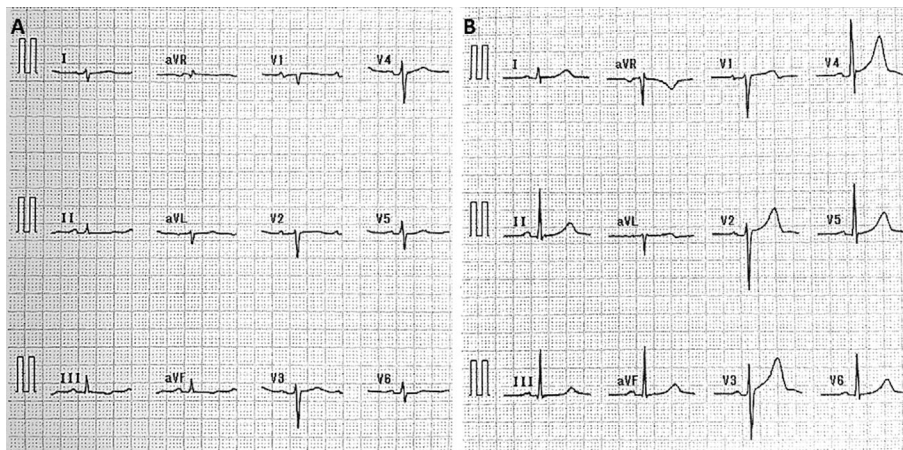 A
I aVR V1 V4
II aVL V2 V5
III aVF V3 V6
B
I aVR V1 V4
II aVL V2 V5
III aVF V3 V6